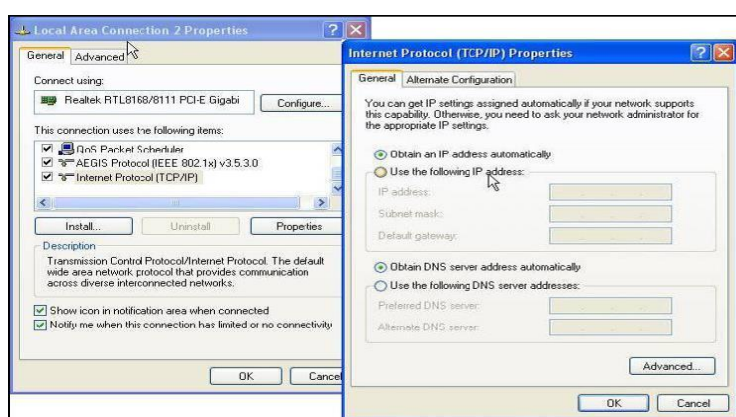 Local Area Connection 2 Properties
General Advanced
Connect using:
Realtek RTL8168/8111 PCI-E Gigabi
Configure...
This connection uses the following items:
QoS Packet Scheduler
AEGIS Protocol (IEEE 802.1x) v3.5.3.0
Internet Protocol (TCP/IP)
Install... Uninstall Properties
Description
Transmission Control Protocol/Internet Protocol. The default
wide area network protocol that provides communication
across diverse interconnected networks.
Show icon in notification area when connected
Notify me when this connection has limited or no connectivity
OK Cancel
Internet Protocol (TCP/IP) Properties
General Alternate Configuration
You can get IP settings assigned automatically if your network supports
this capability. Otherwise, you need to ask your network administrator for
the appropriate IP settings.
Obtain an IP address automatically
Use the following IP address:
IP address:
Subnet mask:
Default gateway:
Obtain DNS server address automatically
Use the following DNS server addresses:
Preferred DNS server:
Alternate DNS server:
Advanced...
OK Cancel